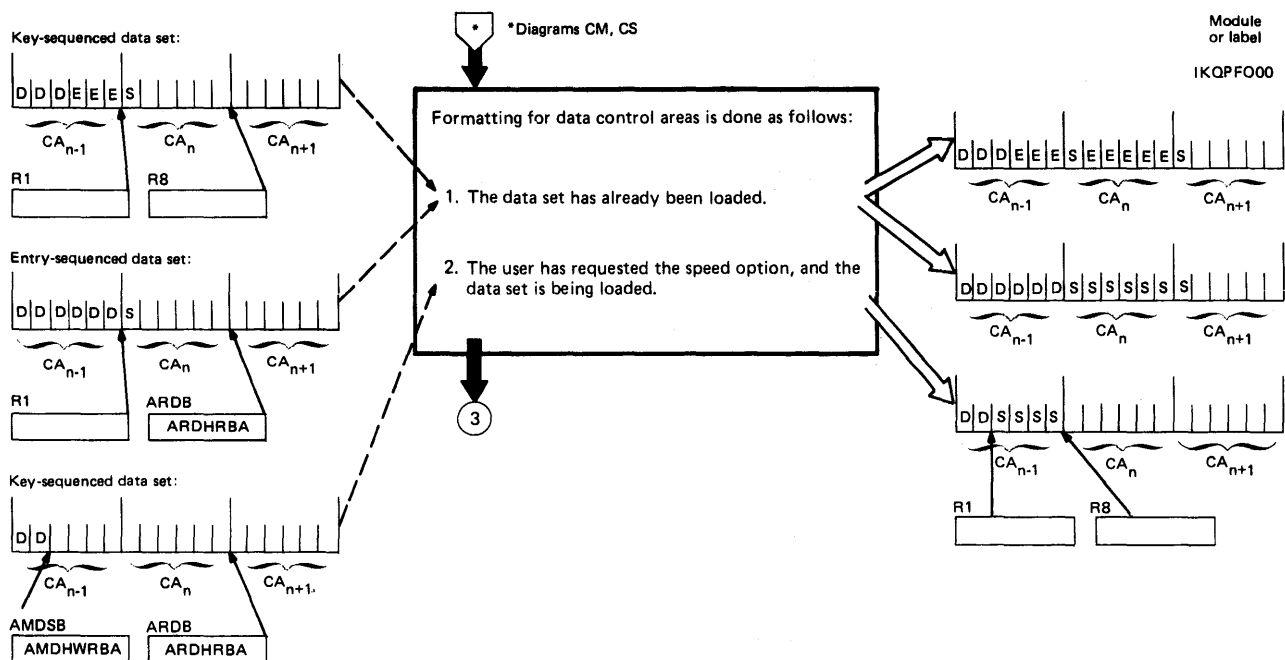 Key-sequenced data set:
D D D E E E S
CAn-1 CAn CAn+1
R1 R8
Entry-sequenced data set:
D D D D D D S
CAn-1 CAn CAn+1
R1 ARDB
ARDHRBA
Key-sequenced data set:
D D
CAn-1 CAn CAn+1
AMDSB ARDB
AMDHWRBA ARDHRBA
* *Diagrams CM, CS
Formatting for data control areas is done as follows:
1. The data set has already been loaded.
2. The user has requested the speed option, and the
data set is being loaded.
3
Module
or label
IKQPFO00
D D D E E E S E E E E E S
CAn-1 CAn CAn+1
D D D D D D S S S S S S S
CAn-1 CAn CAn+1
D D S S S S
CAn-1 CAn CAn+1
R1 R8